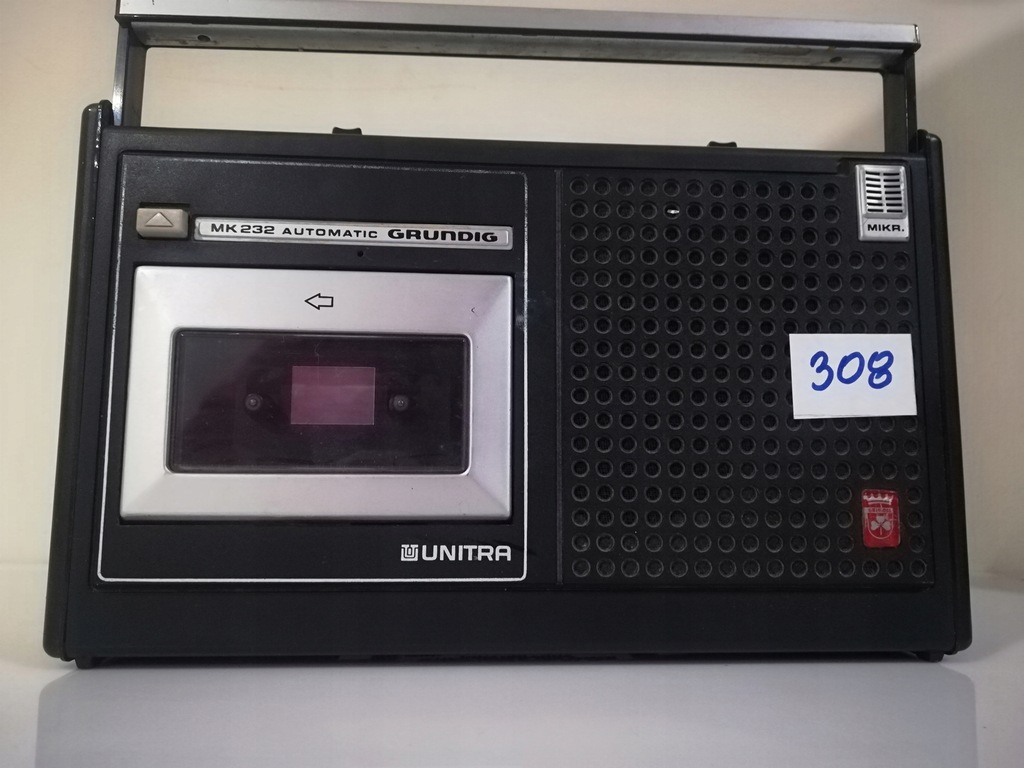 MK 232 AUTOMATIC GRUNDIG
MIKR.
308
UNITRA